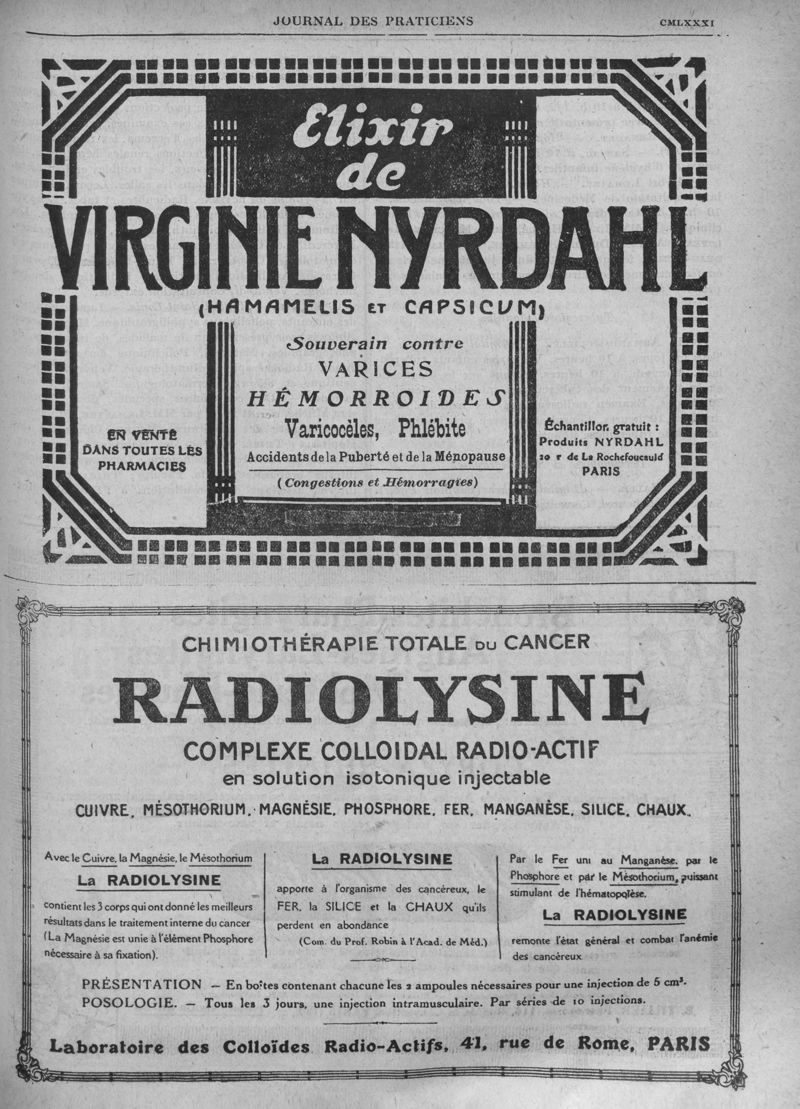 JOURNAL DES PRATICIENS
CMLXXXI
Elixir
de
VIRGINIE NYRDAHL
(HAMAMELIS ET CAPSICUM)
Souverain contre
VARICES
HÉMORROIDES
Varicocèles, Phlébite
Accidents de la Puberté et de la Ménopause
(Congestions et Hémorragies)
EN VENTE
DANS TOUTES LES
PHARMACIES
Échantillon gratuit :
Produits NYRDAHL
20 r de La Rochefoucauld
PARIS
CHIMIOTHÉRAPIE TOTALE DU CANCER
RADIOLYSINE
COMPLEXE COLLOIDAL RADIO-ACTIF
en solution isotonique injectable
CUIVRE, MÉSOTHORIUM, MAGNÉSIE, PHOSPHORE, FER, MANGANÈSE, SILICE, CHAUX.
Avec le Cuivre, la Magnésie, le Mésothorium
La RADIOLYSINE
contient les 3 corps qui ont donné les meilleurs
résultats dans le traitement interne du cancer
(La Magnésie est unie à l'élément Phosphore
nécessaire à sa fixation).
La RADIOLYSINE
apporte à l'organisme des cancéreux, le
FER, la SILICE et la CHAUX qu'ils
perdent en abondance
(Com. du Prof. Robin à l'Acad. de Méd.)
Par le Fer uni au Manganèse, par le
Phosphore et par le Mésothorium, puissant
stimulant de l'hématopoïèse.
La RADIOLYSINE
remonte l'état général et combat l'anémie
des cancéreux
PRÉSENTATION — En boîtes contenant chacune les 2 ampoules nécessaires pour une injection de 5 cm³.
POSOLOGIE. — Tous les 3 jours, une injection intramusculaire. Par séries de 10 injections.
Laboratoire des Colloïdes Radio-Actifs, 41, rue de Rome, PARIS